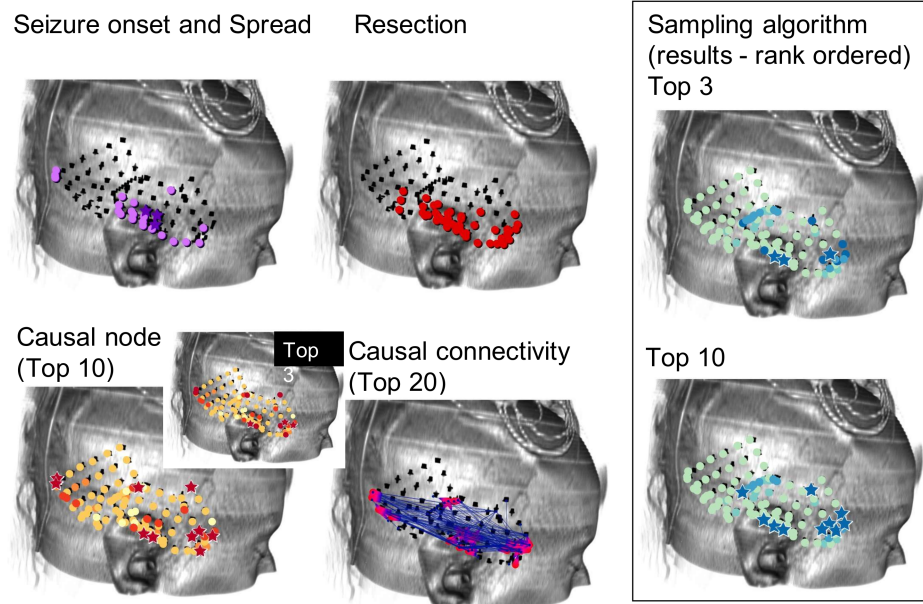 Seizure onset and Spread
Resection
Sampling algorithm
(results - rank ordered)
Top 3
Causal node
(Top 10)
Top
3
Causal connectivity
(Top 20)
Top 10